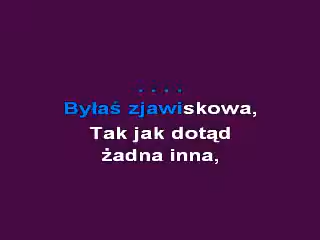 . . . .
Byłaś zjawiskowa,
Tak jak dotąd
żadna inna,